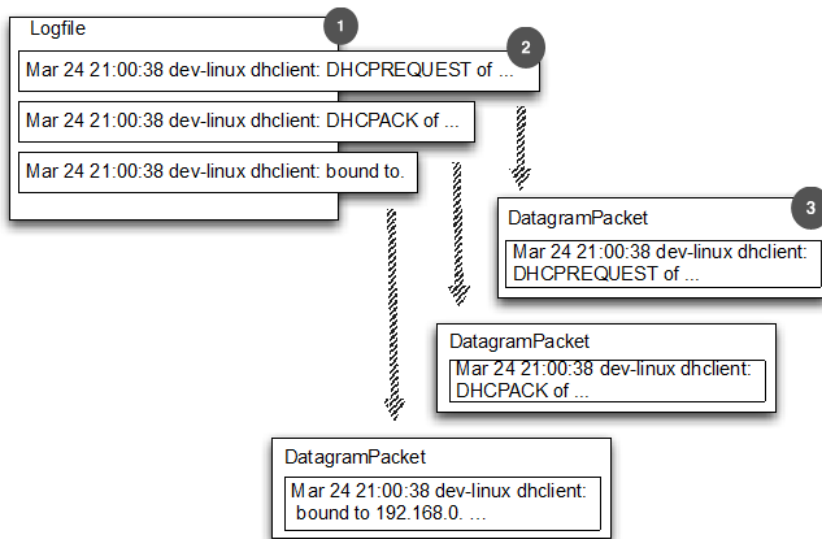 Logfile
1
2
Mar 24 21:00:38 dev-linux dhclient: DHCPREQUEST of ...
Mar 24 21:00:38 dev-linux dhclient: DHCPACK of ...
Mar 24 21:00:38 dev-linux dhclient: bound to.
3
DatagramPacket
Mar 24 21:00:38 dev-linux dhclient:
DHCPREQUEST of ...
DatagramPacket
Mar 24 21:00:38 dev-linux dhclient:
DHCPACK of ...
DatagramPacket
Mar 24 21:00:38 dev-linux dhclient:
bound to 192.168.0. ...